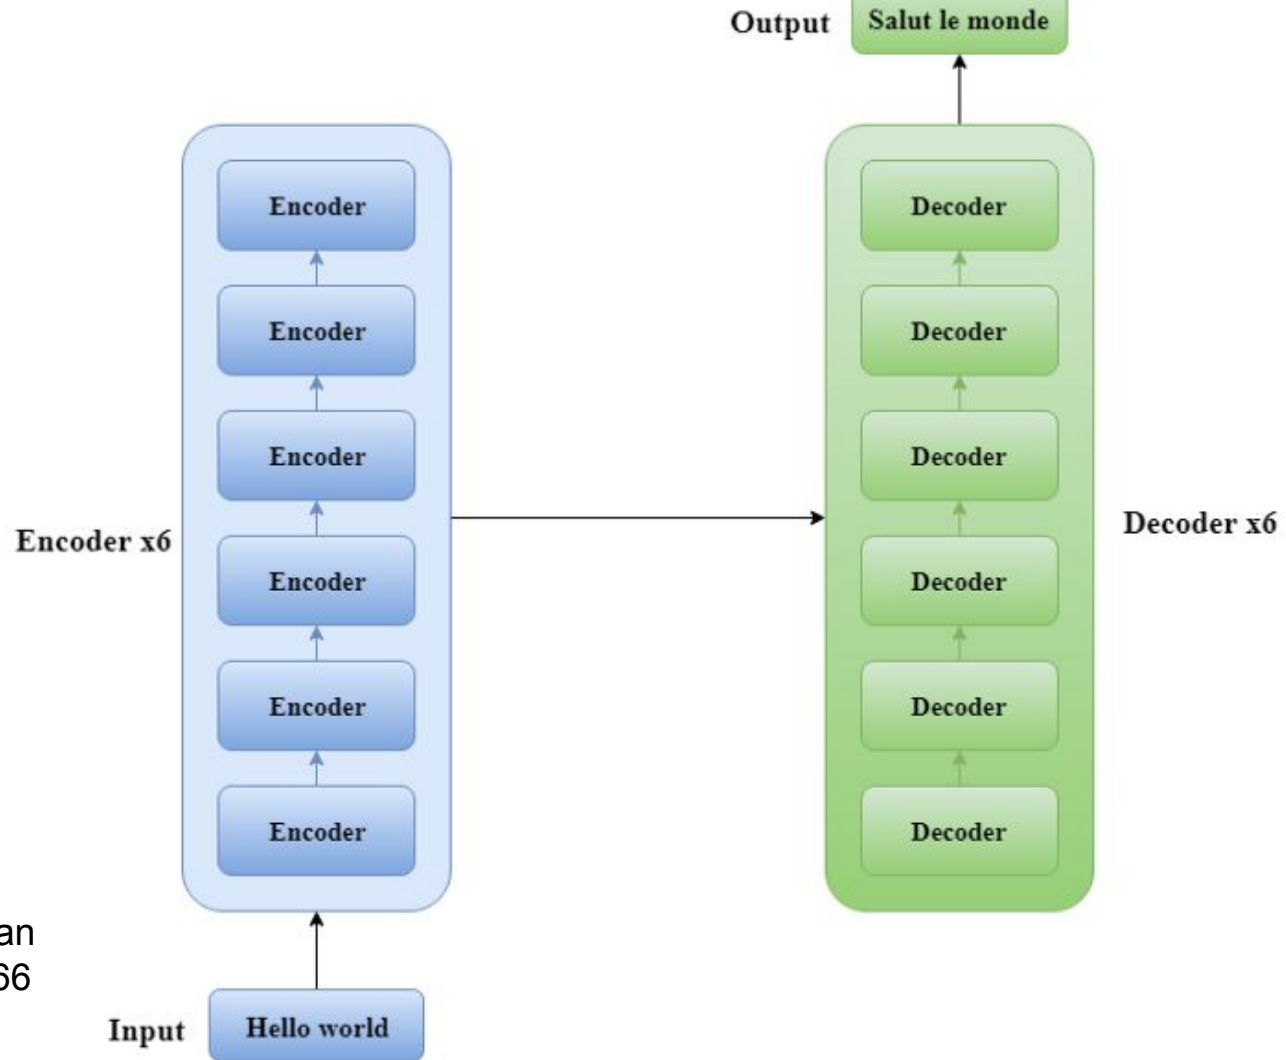 Output
Salut le monde
Encoder
Encoder
Encoder
Encoder
Encoder
Encoder
Encoder x6
Decoder
Decoder
Decoder
Decoder
Decoder
Decoder
Decoder x6
an
66
Input
Hello world